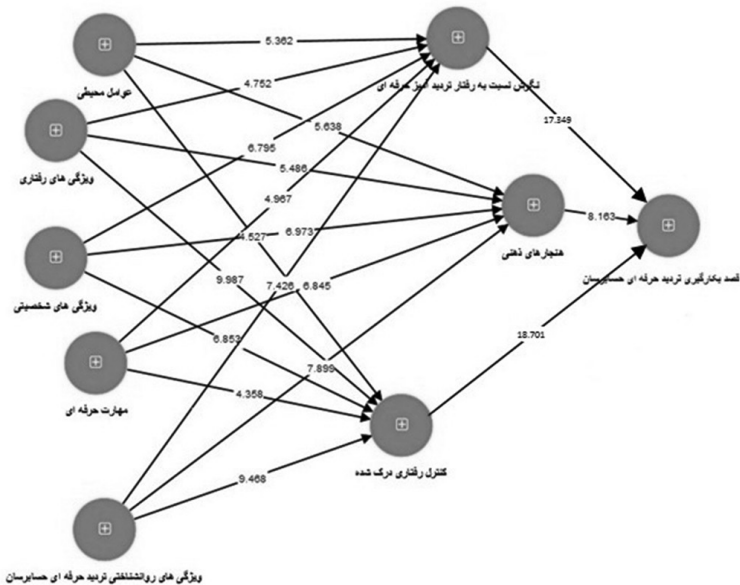 5.362
نگرش نسبت به رفتار تردید آمیز حرفه ای
عوامل محیطی
4.752
17.349
5.638
6.795
5.486
ویژگی های رفتاری
4.967
8.163
6.973
4.527
هنجارهای ذهنی
قصد بکارگیری تردید حرفه ای حسابرسان
9.987
7.426
6.845
ویژگی های شخصیتی
18.701
6.853
7.899
4.358
مهارت حرفه ای
کنترل رفتاری درک شده
9.468
ویژگی های روانشناختی تردید حرفه ای حسابرسان